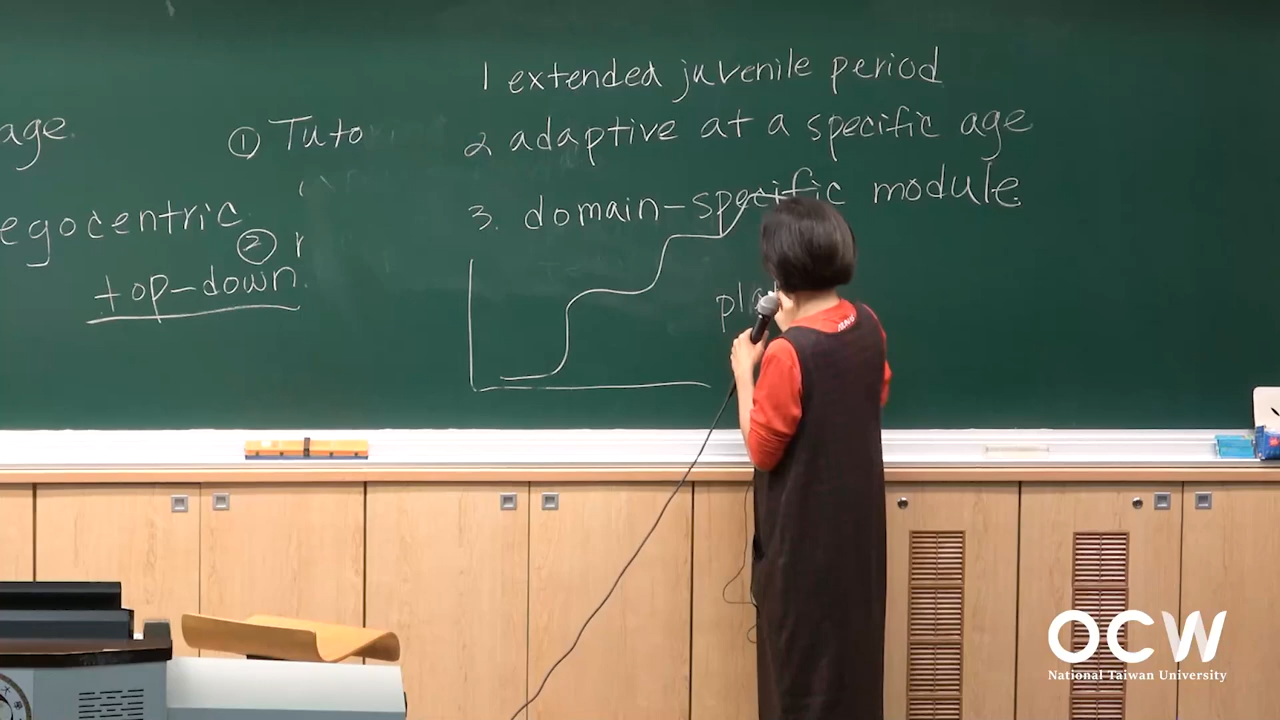 1 extended juvenile period
2 adaptive at a specific age
3. domain-specific module
age.
① Tuto
egocentric
②
top-down.
OCW
National Taiwan University